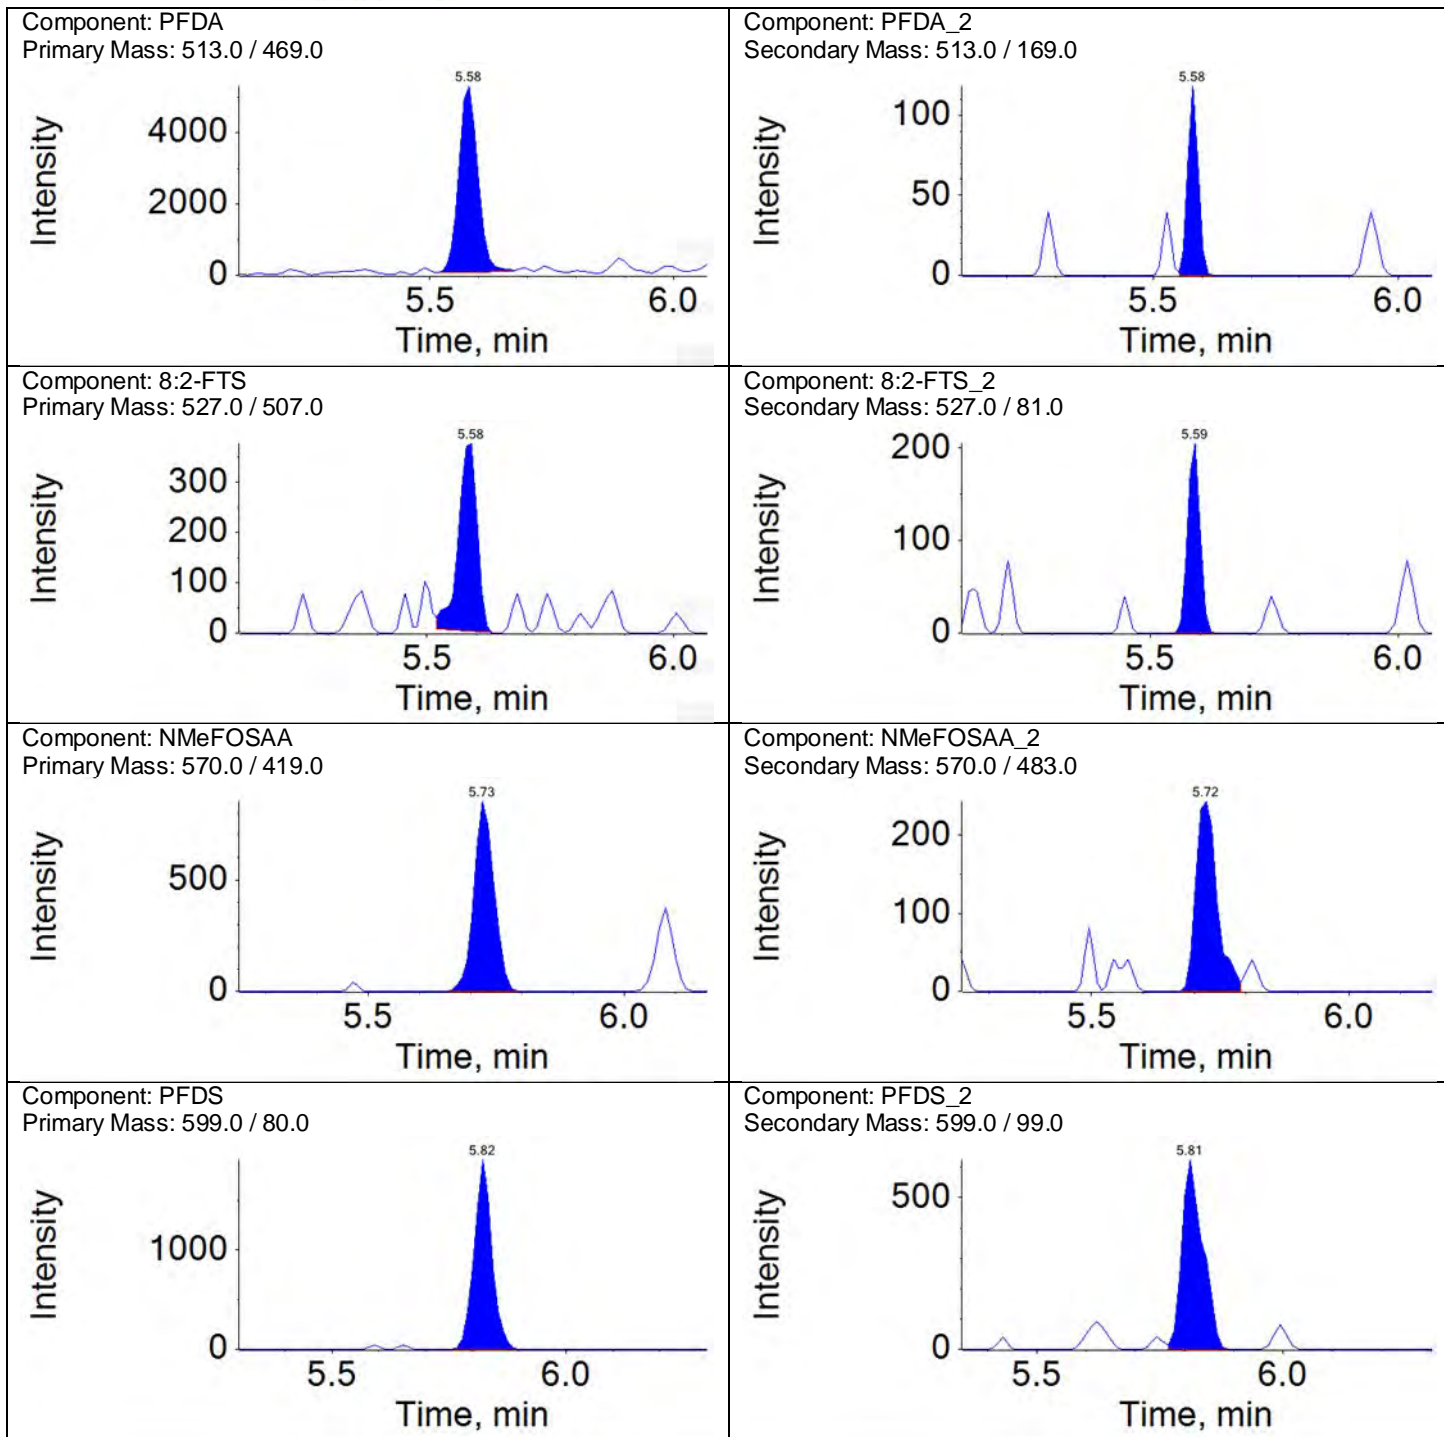 Component: PFDA
Primary Mass: 513.0 / 469.0
5.58
Intensity
4000
2000
0
5.5
6.0
Time, min
Component: PFDA_2
Secondary Mass: 513.0 / 169.0
5.58
Intensity
100
50
0
5.5
6.0
Time, min
Component: 8:2-FTS
Primary Mass: 527.0 / 507.0
5.58
Intensity
300
200
100
0
5.5
6.0
Time, min
Component: 8:2-FTS_2
Secondary Mass: 527.0 / 81.0
5.59
Intensity
200
100
0
5.5
6.0
Time, min
Component: NMeFOSAA
Primary Mass: 570.0 / 419.0
5.73
Intensity
500
0
5.5
6.0
Time, min
Component: NMeFOSAA_2
Secondary Mass: 570.0 / 483.0
5.72
Intensity
200
100
0
5.5
6.0
Time, min
Component: PFDS
Primary Mass: 599.0 / 80.0
5.82
Intensity
1000
0
5.5
6.0
Time, min
Component: PFDS_2
Secondary Mass: 599.0 / 99.0
5.81
Intensity
500
0
5.5
6.0
Time, min